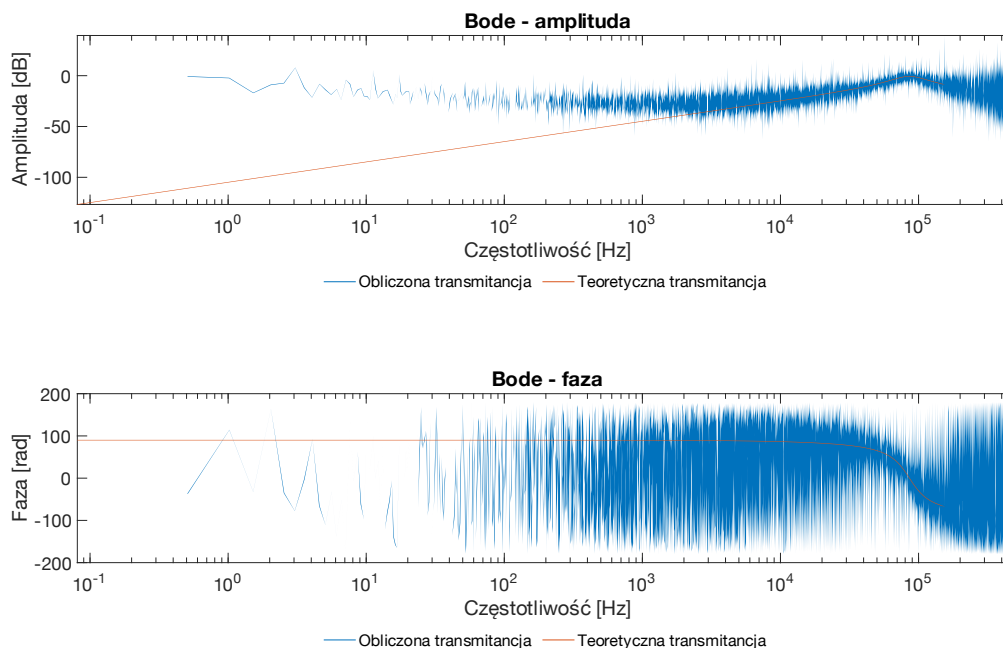 Bode - amplituda
Amplituda [dB]
0
-50
-100
10^-1 10^0 10^1 10^2 10^3 10^4 10^5
Częstotliwość [Hz]
Obliczona transmitancja Teoretyczna transmitancja
Bode - faza
Faza [rad]
200
100
0
-100
-200
10^-1 10^0 10^1 10^2 10^3 10^4 10^5
Częstotliwość [Hz]
Obliczona transmitancja Teoretyczna transmitancja